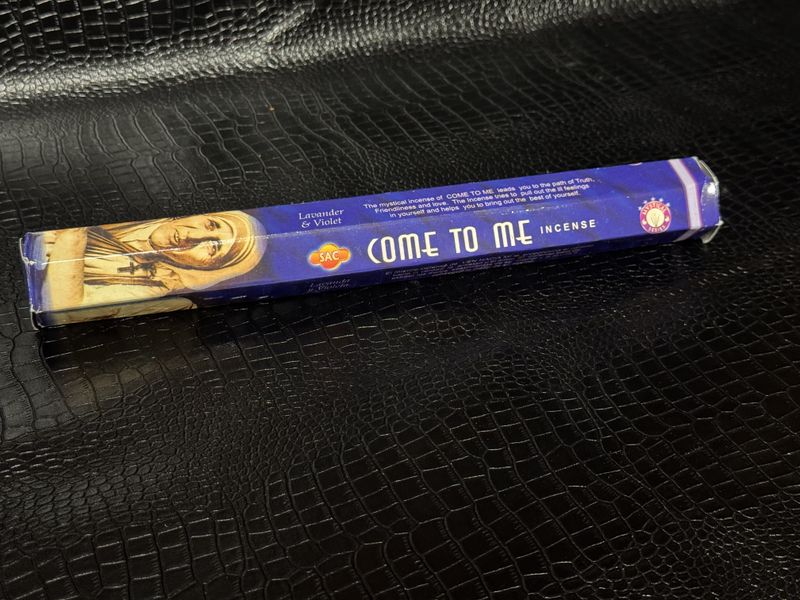 Lavander
& Violet
The mystical incense of COME TO ME leads you to the path of Truth,
Friendliness and love. The Incense tries to pull out the ill feelings
in yourself and helps you to bring out the best of yourself.
SAC
COME TO ME INCENSE
SERIES
Lavanda